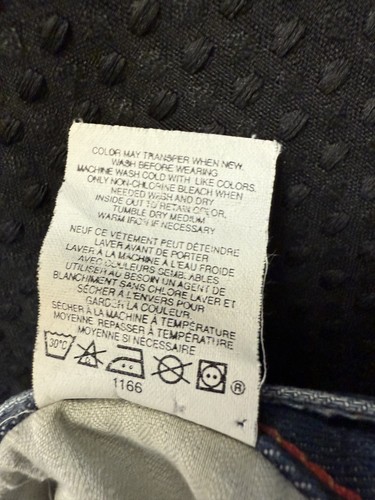 COLOR MAY TRANSFER WHEN NEW.
WASH BEFORE WEARING
MACHINE WASH COLD WITH LIKE COLORS.
ONLY NON-CHLORINE BLEACH WHEN
NEEDED WASH AND DRY
INSIDE OUT TO RETAIN COLOR.
TUMBLE DRY MEDIUM
WARM IRON IF NECESSARY
NEUF CE VÊTEMENT PEUT DÉTEINDRE
LAVER AVANT DE PORTER
LAVER À LA MACHINE À L'EAU FROIDE
AVEC COULEURS SEMBLABLES
UTILISER AU BESOIN UN AGENT DE
BLANCHIMENT SANS CHLORE LAVER ET
SÉCHER À L'ENVERS POUR
GARDER LA COULEUR.
SÉCHER À LA MACHINE À TEMPÉRATURE
MOYENNE REPASSER À TEMPÉRATURE
MOYENNE SI NÉCESSAIRE
30°C ®
1166